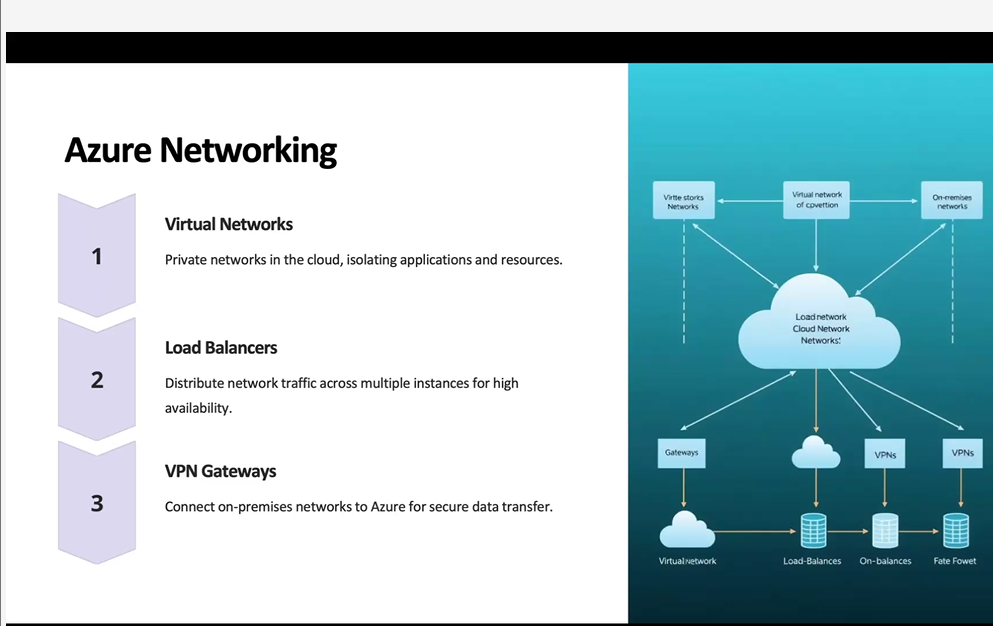 Azure Networking
1
Virtual Networks
Private networks in the cloud, isolating applications and resources.
2
Load Balancers
Distribute network traffic across multiple instances for high
availability.
3
VPN Gateways
Connect on-premises networks to Azure for secure data transfer.
Virtte storks
Networks
Virtual network
of cpvettion
On-remises
networks
Load network
Cloud Network
Networks!
Gateways
VPNs
VPNs
Virtual network
Load-Balances
On-balances
Fate Fowet